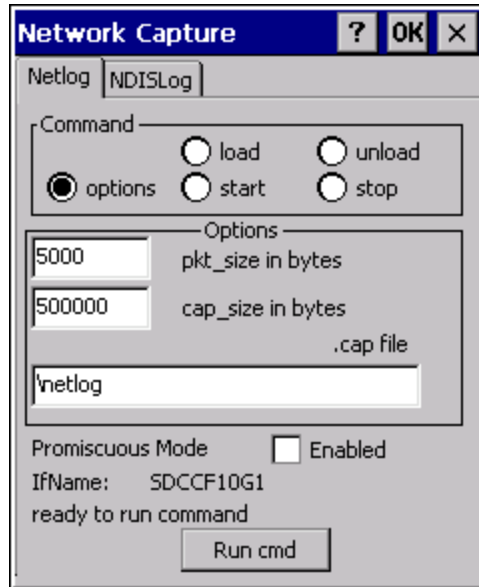 Network Capture ? OK ×
Netlog NDISLog
Command
load unload
options start stop
Options
5000 pkt_size in bytes
500000 cap_size in bytes
.cap file
\netlog
Promiscuous Mode Enabled
IfName: SDCCF10G1
ready to run command
Run cmd